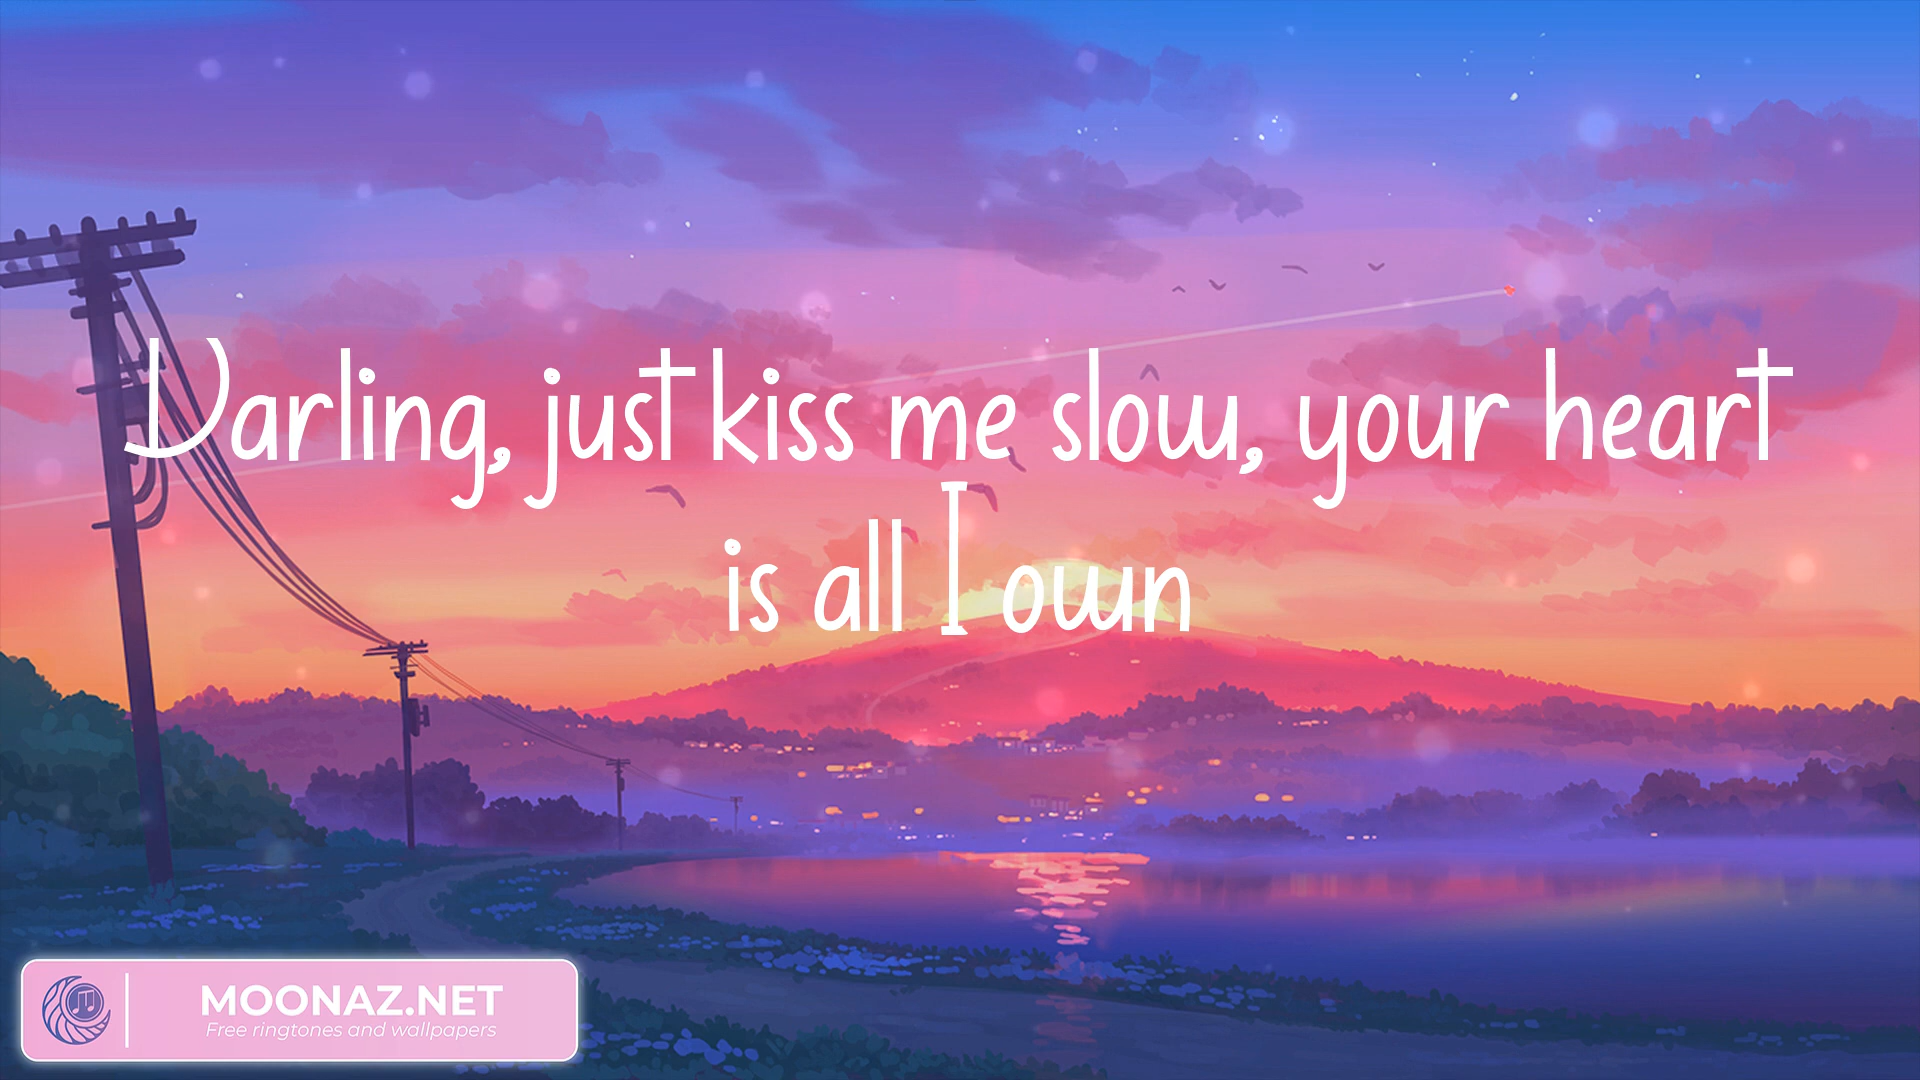 Darling, just kiss me slow, your heart
is all I own
MOONAZ.NET
Free ringtones and wallpapers